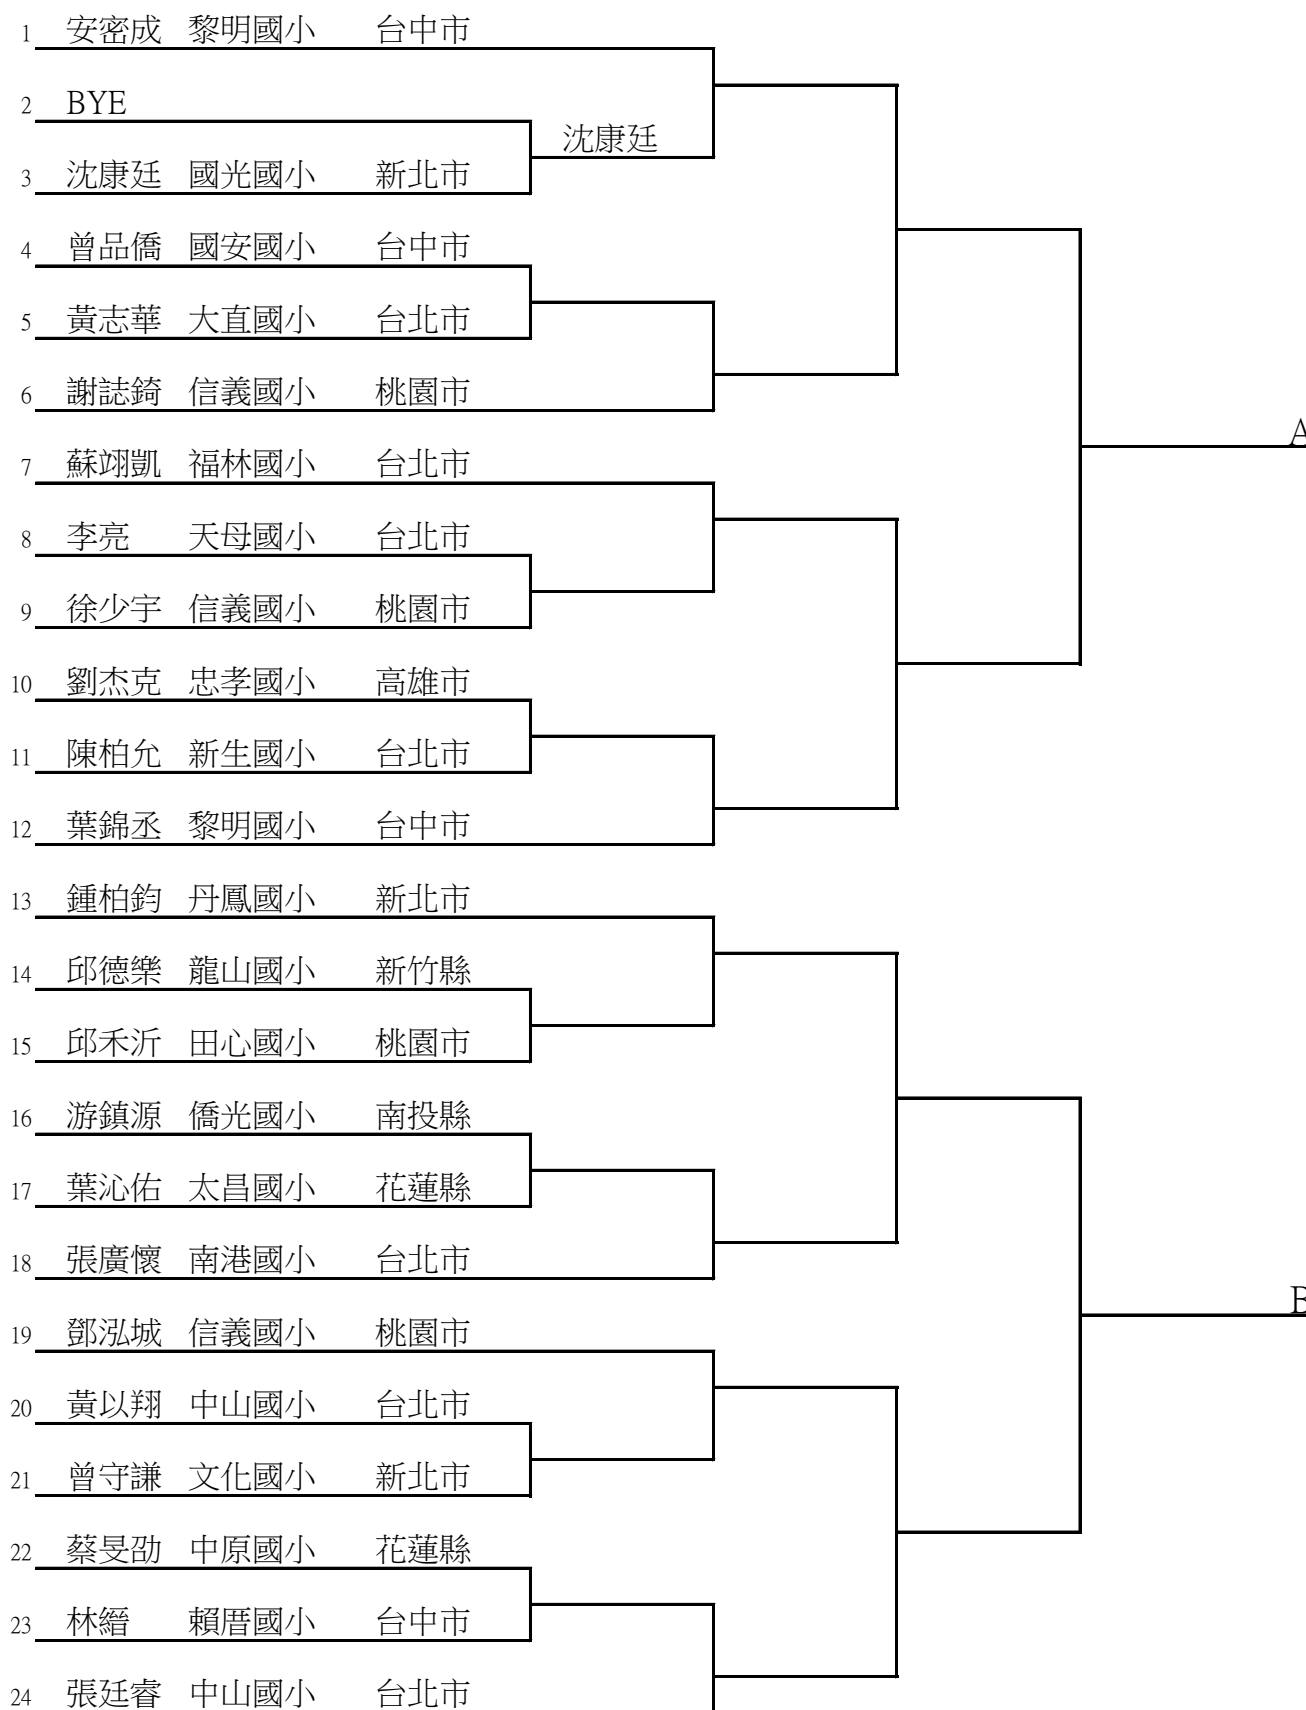 1 安密成 黎明國小 台中市
2 BYE
沈康廷
3 沈康廷 國光國小 新北市
4 曾品僑 國安國小 台中市
5 黃志華 大直國小 台北市
6 謝誌錡 信義國小 桃園市
A
7 蘇翊凱 福林國小 台北市
8 李亮 天母國小 台北市
9 徐少宇 信義國小 桃園市
10 劉杰克 忠孝國小 高雄市
11 陳柏允 新生國小 台北市
12 葉錦丞 黎明國小 台中市
13 鍾柏鈞 丹鳳國小 新北市
14 邱德樂 龍山國小 新竹縣
15 邱禾沂 田心國小 桃園市
16 游鎮源 僑光國小 南投縣
17 葉沁佑 太昌國小 花蓮縣
18 張廣懷 南港國小 台北市
B
19 鄧泓城 信義國小 桃園市
20 黃以翔 中山國小 台北市
21 曾守謙 文化國小 新北市
22 蔡旻劭 中原國小 花蓮縣
23 林縉 賴厝國小 台中市
24 張廷睿 中山國小 台北市